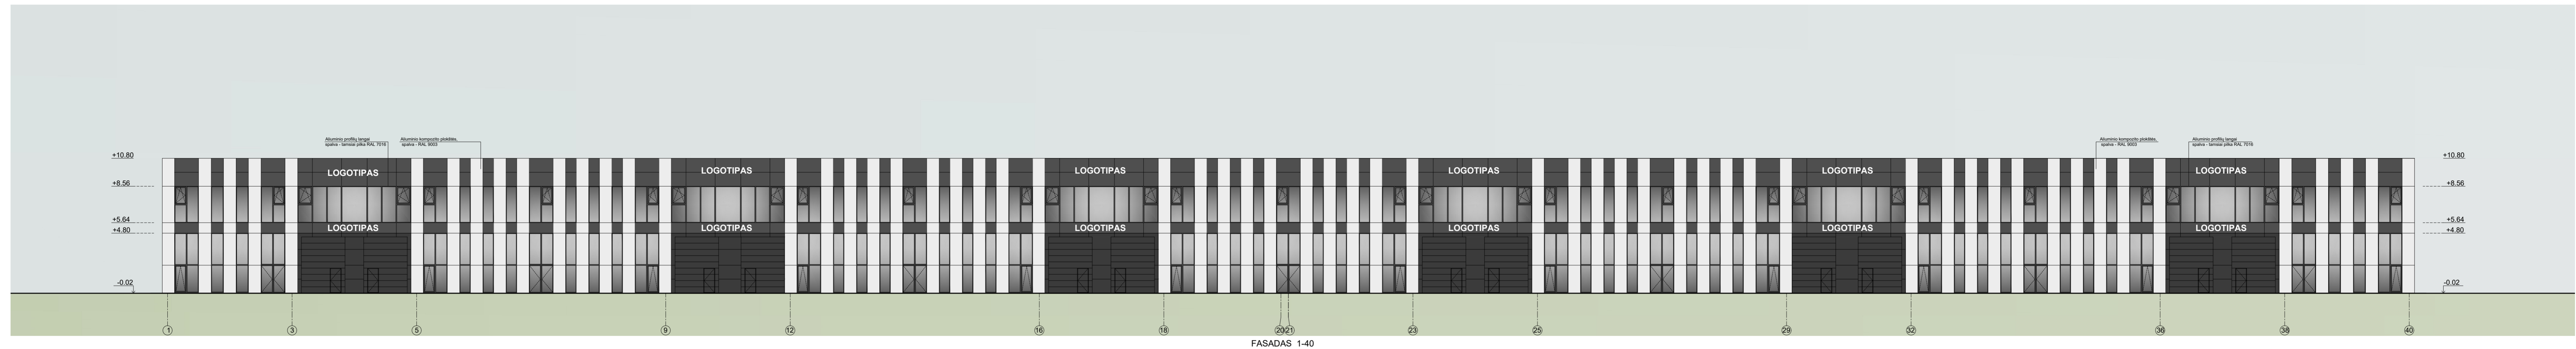 Aliuminio profilių langai
spalva - tamsiai pilka RAL 7016
Aliuminio kompozito plokštės,
spalva - RAL 9003
Aliuminio kompozito plokštės,
spalva - RAL 9003
Aliuminio profilių langai
spalva - tamsiai pilka RAL 7016
+10.80
+10.80
LOGOTIPAS LOGOTIPAS LOGOTIPAS LOGOTIPAS LOGOTIPAS LOGOTIPAS
+8.56
+8.56
+5.64
+5.64
LOGOTIPAS LOGOTIPAS LOGOTIPAS LOGOTIPAS LOGOTIPAS LOGOTIPAS
+4.80
+4.80
-0.02
-0.02
1 3 5 9 12 16 18 20 21 23 25 29 32 36 38 40
FASADAS 1-40